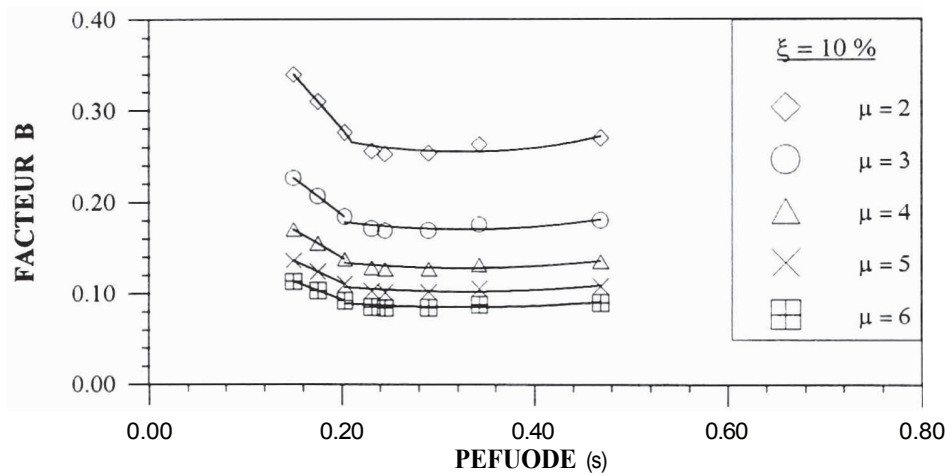 0.40
0.30
0.20
0.10
0.00
FACTEUR B
0.00 0.20 0.40 0.60 0.80
PEFUODE (s)
ξ = 10 %
μ = 2
μ = 3
μ = 4
μ = 5
μ = 6